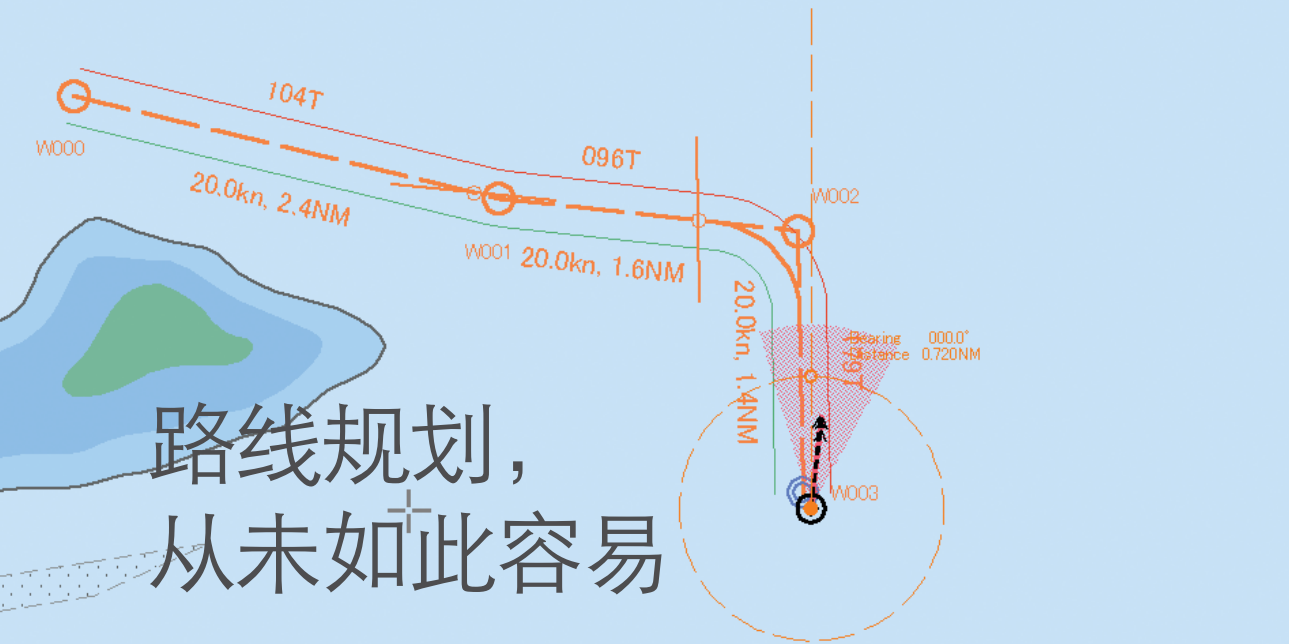 104T
096T
W000
W002
20.0kn, 2.4NM
W001
20.0kn, 1.6NM
20.0kn, 1.4NM
Bearing 000.0°
Distance 0.720NM
W003
路线规划，
从未如此容易